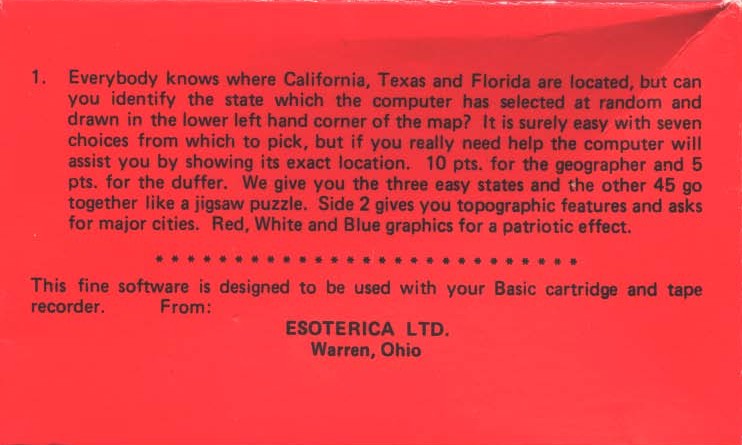 1. Everybody knows where California, Texas and Florida are located, but can
you identify the state which the computer has selected at random and
drawn in the lower left hand corner of the map? It is surely easy with seven
choices from which to pick, but if you really need help the computer will
assist you by showing its exact location. 10 pts. for the geographer and 5
pts. for the duffer. We give you the three easy states and the other 45 go
together like a jigsaw puzzle. Side 2 gives you topographic features and asks
for major cities. Red, White and Blue graphics for a patriotic effect.
* * * * * * * * * * * * * * * * * * * * * * * * * * *
This fine software is designed to be used with your Basic cartridge and tape
recorder. From:
ESOTERICA LTD.
Warren, Ohio